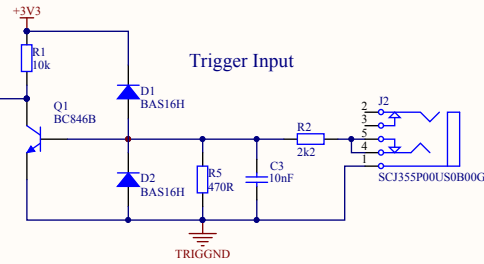 +3V3
R1
10k
Trigger Input
D1
BAS16H
Q1
BC846B
J2
2
3
5
4
1
R2
2k2
D2
BAS16H
R5
470R
C3
10nF
SCJ355P00US0B00G
TRIGGND